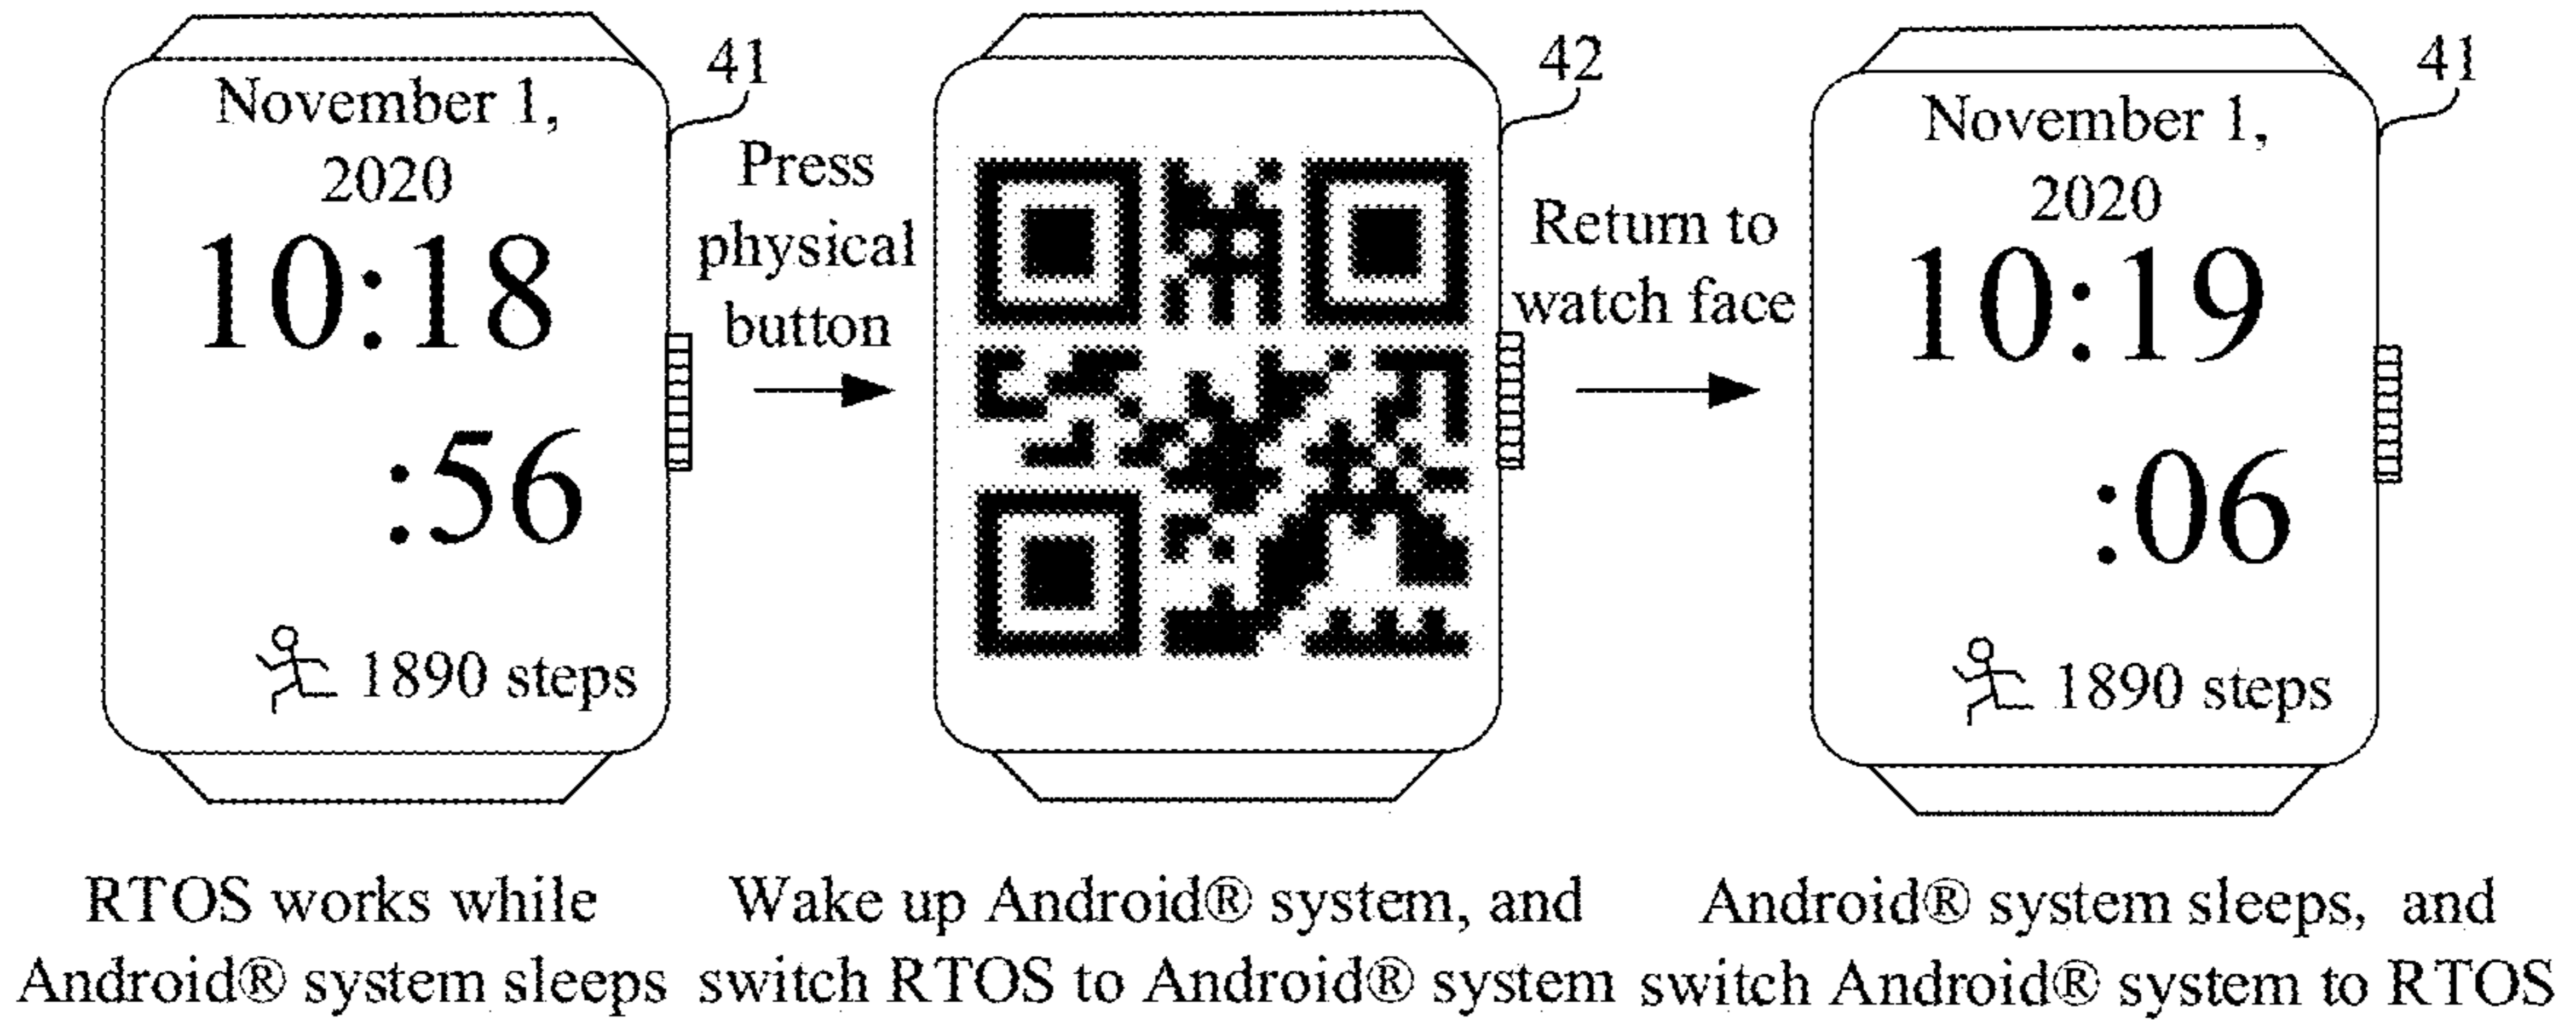 41
November 1,
2020
10:18
:56
1890 steps
Press
physical
button
42
Return to
watch face
41
November 1,
2020
10:19
:06
1890 steps
RTOS works while
Android® system sleeps
Wake up Android® system, and
switch RTOS to Android® system
Android® system sleeps, and
switch Android® system to RTOS